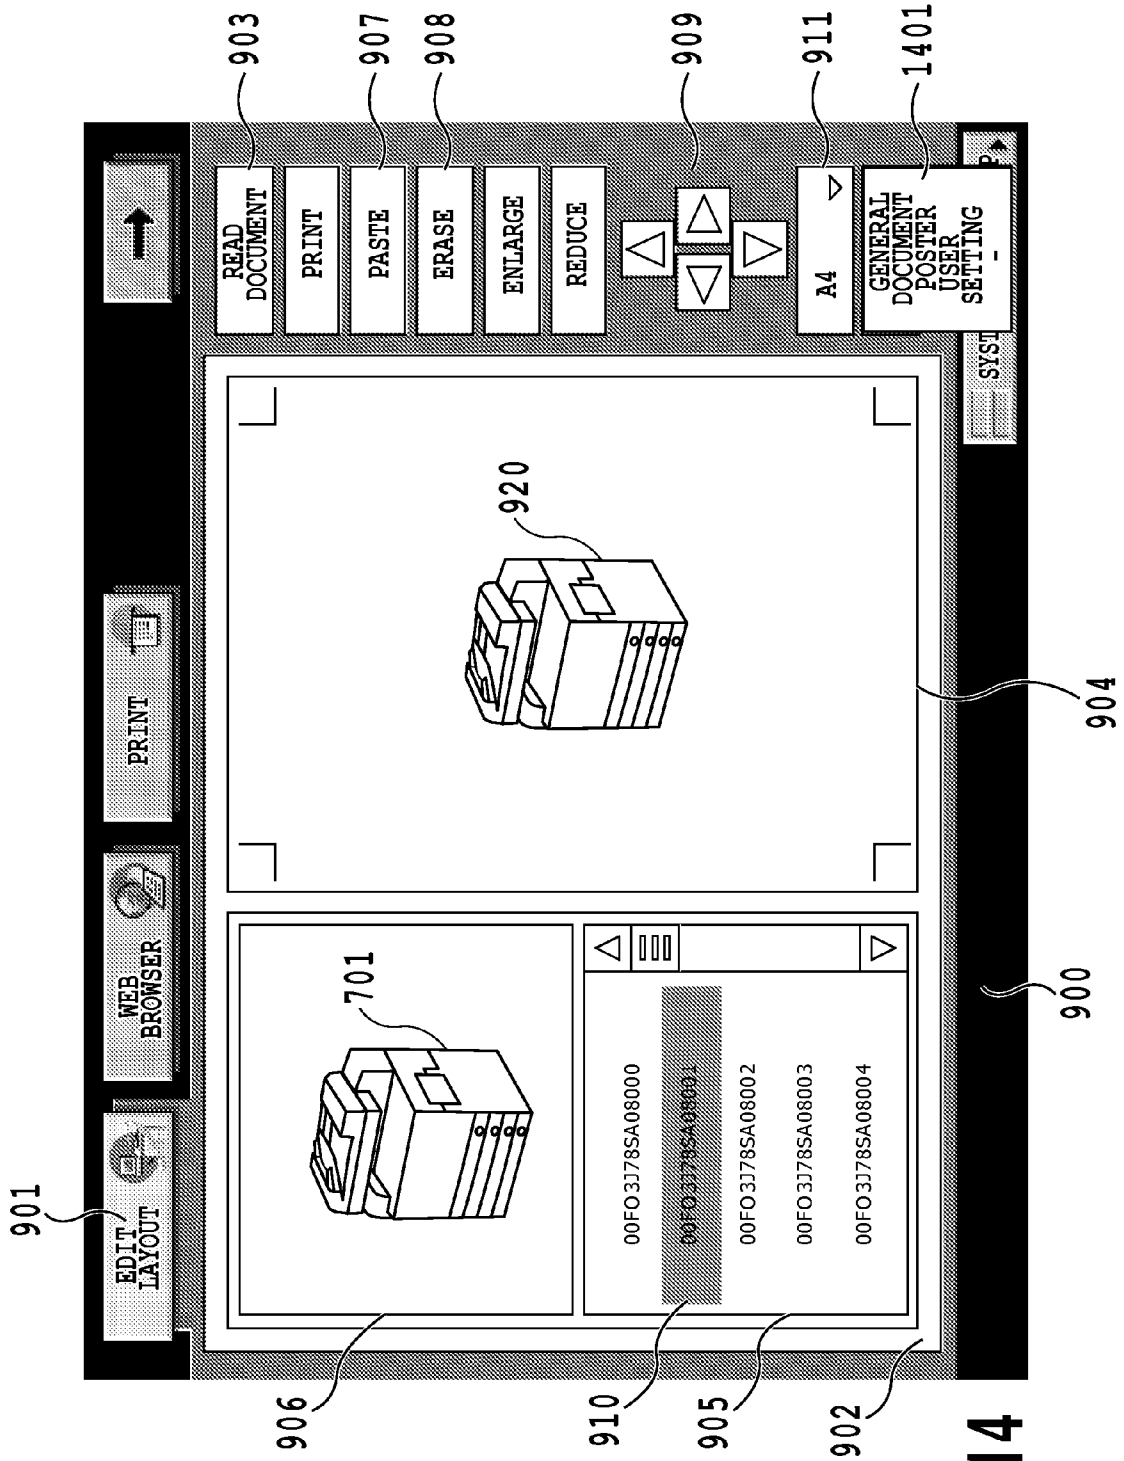 901
EDIT
LAYOUT
WEB
BROWSER
PRINT
903
READ
DOCUMENT
906
701
PRINT
907
PASTE
908
ERASE
920
ENLARGE
REDUCE
910
00FO3J78SA08000
00FO3J78SA08001
00FO3J78SA08002
00FO3J78SA08003
00FO3J78SA08004
909
905
A4
911
902
GENERAL
DOCUMENT
POSTER
USER
SETTING
-
1401
SYST
900
904
14